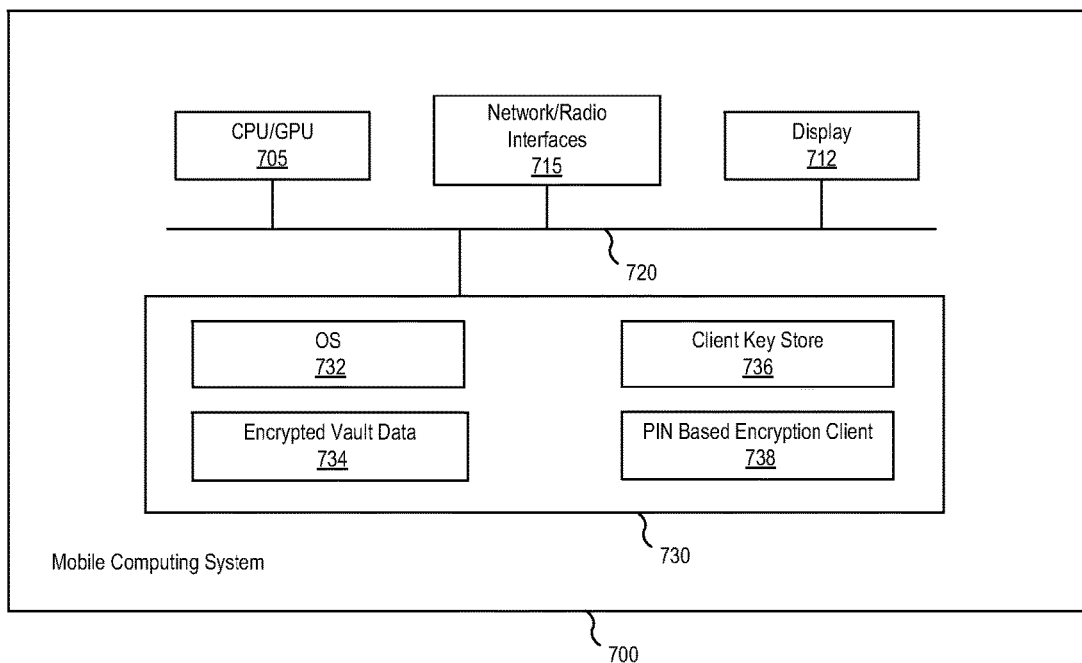 CPU/GPU
705
Network/Radio
Interfaces
715
Display
712
720
OS
732
Client Key Store
736
Encrypted Vault Data
734
PIN Based Encryption Client
738
730
Mobile Computing System
700